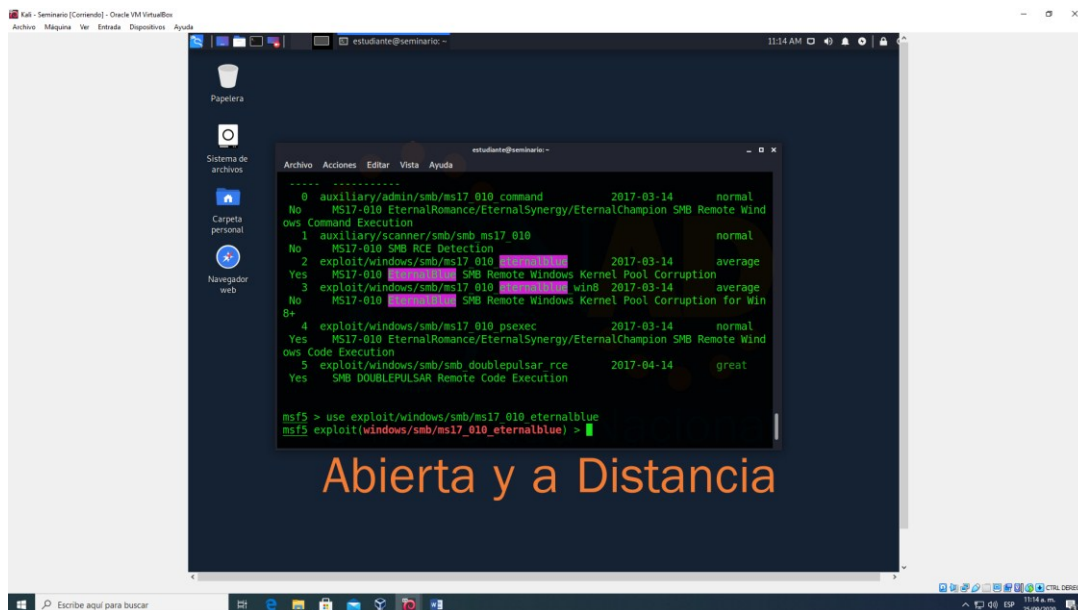 Kali - Seminario [Corriendo] - Oracle VM VirtualBox
Archivo Máquina Ver Entrada Dispositivos Ayuda
estudiante@seminario: ~
11:14 AM
Papelera
Sistema de
archivos
Carpeta
personal
Navegador
web
estudiante@seminario: ~
Archivo Acciones Editar Vista Ayuda
----- -----------
0 auxiliary/admin/smb/ms17_010_command 2017-03-14 normal
No MS17-010 EternalRomance/EternalSynergy/EternalChampion SMB Remote Wind
ows Command Execution
1 auxiliary/scanner/smb/smb_ms17_010 normal
No MS17-010 SMB RCE Detection
2 exploit/windows/smb/ms17_010_eternalblue 2017-03-14 average
Yes MS17-010 EternalBlue SMB Remote Windows Kernel Pool Corruption
3 exploit/windows/smb/ms17_010_eternalblue_win8 2017-03-14 average
No MS17-010 EternalBlue SMB Remote Windows Kernel Pool Corruption for Win
8+
4 exploit/windows/smb/ms17_010_psexec 2017-03-14 normal
Yes MS17-010 EternalRomance/EternalSynergy/EternalChampion SMB Remote Wind
ows Code Execution
5 exploit/windows/smb/smb_doublepulsar_rce 2017-04-14 great
Yes SMB DOUBLEPULSAR Remote Code Execution
msf5 > use exploit/windows/smb/ms17_010_eternalblue
msf5 exploit(windows/smb/ms17_010_eternalblue) >
Abierta y a Distancia
CTRL DEREC
Escribe aquí para buscar
ESP
11:14 a. m.
25/09/2020